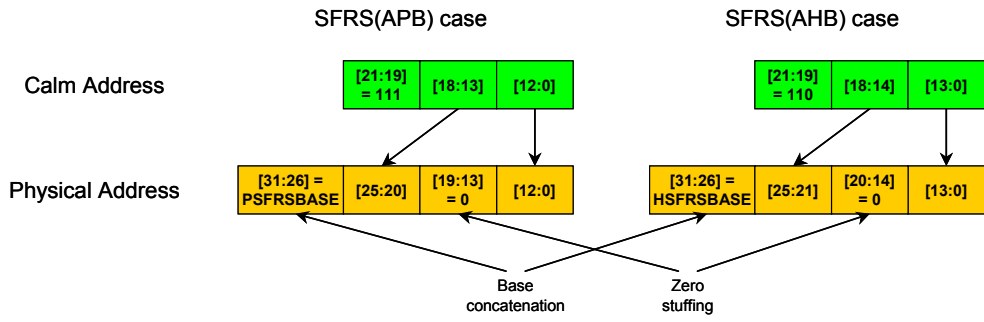 SFRS(APB) case
SFRS(AHB) case
Calm Address
[21:19]
= 111
[18:13]
[12:0]
[21:19]
= 110
[18:14]
[13:0]
Physical Address
[31:26] =
PSFRSBASE
[25:20]
[19:13]
= 0
[12:0]
[31:26] =
HSFRSBASE
[25:21]
[20:14]
= 0
[13:0]
Base
concatenation
Zero
stuffing